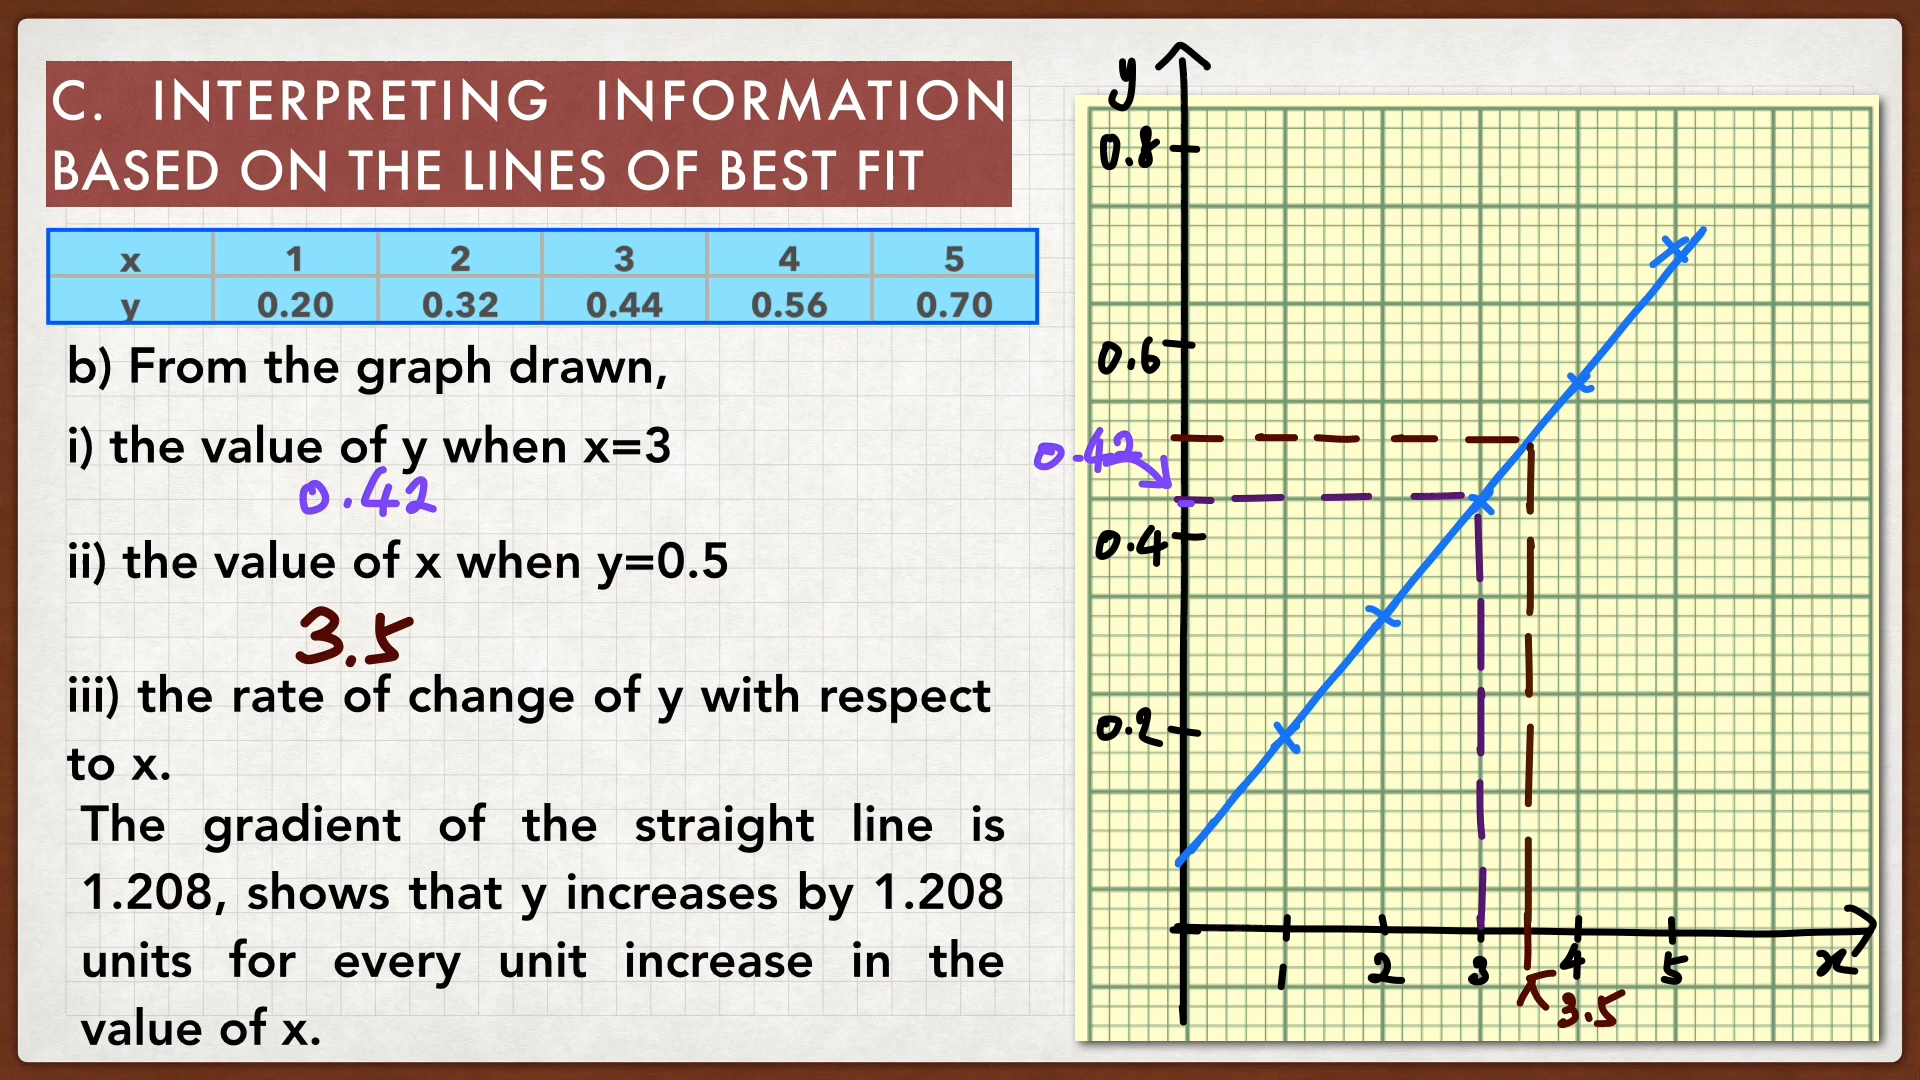 C. INTERPRETING INFORMATION
BASED ON THE LINES OF BEST FIT
x 1 2 3 4 5
y 0.20 0.32 0.44 0.56 0.70
b) From the graph drawn,
i) the value of y when x=3
0.42
ii) the value of x when y=0.5
3.5
iii) the rate of change of y with respect
to x.
The gradient of the straight line is
1.208, shows that y increases by 1.208
units for every unit increase in the
value of x.
y
0.8
0.6
0.42
0.4
0.2
1 2 3 4 5 x
3.5